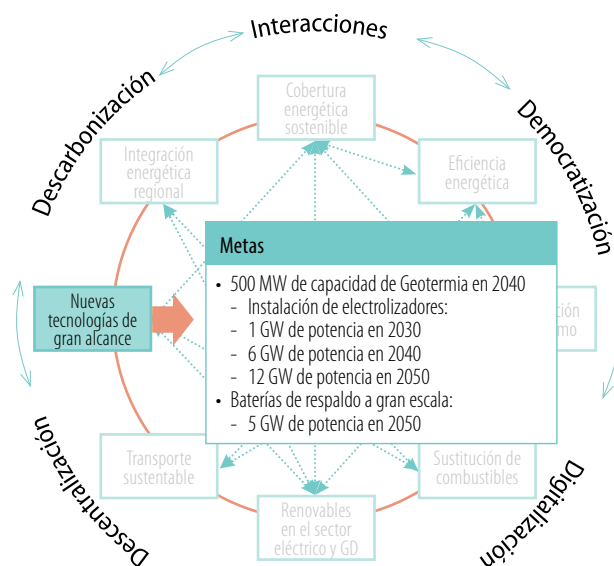 Interacciones
Descarbonización
Democratización
Cobertura
energética
sostenible
Integración
energética
regional
Eficiencia
energética
Metas
• 500 MW de capacidad de Geotermia en 2040
- Instalación de electrolizadores:
- 1 GW de potencia en 2030
- 6 GW de potencia en 2040
- 12 GW de potencia en 2050
• Baterías de respaldo a gran escala:
- 5 GW de potencia en 2050
Nuevas
tecnologías de
gran alcance
Transporte
sustentable
Sustitución de
combustibles
Renovables
en el sector
eléctrico y GD
Descentralización
Digitalización